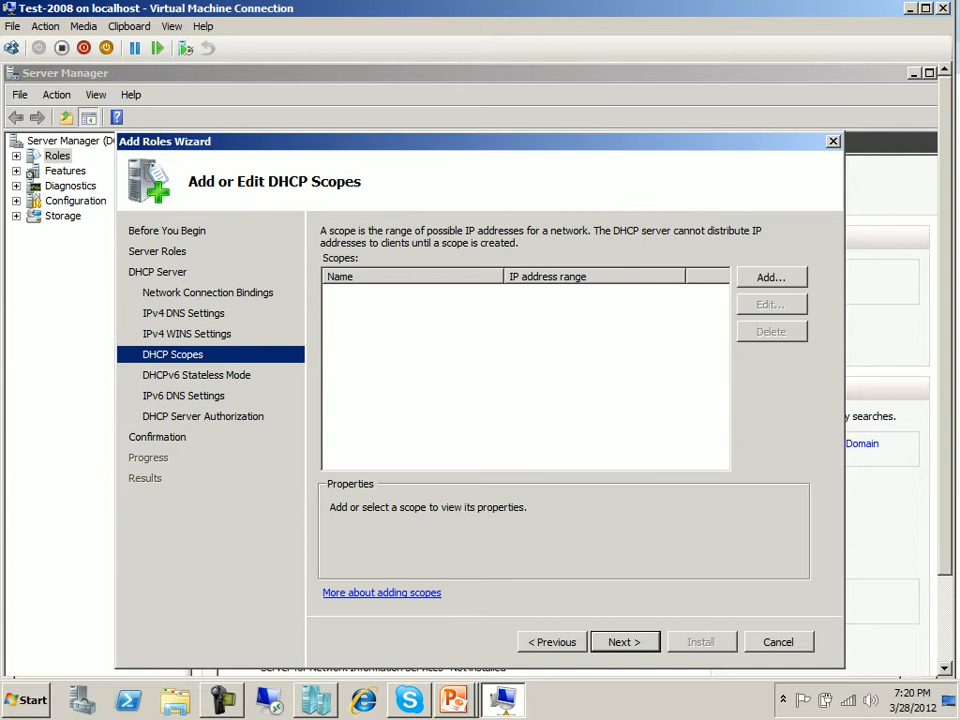 Test-2008 on localhost - Virtual Machine Connection
File Action Media Clipboard View Help
Server Manager
File Action View Help
Server Manager (D
Roles
Features
Diagnostics
Configuration
Storage
Add Roles Wizard
Add or Edit DHCP Scopes
Before You Begin
Server Roles
DHCP Server
Network Connection Bindings
IPv4 DNS Settings
IPv4 WINS Settings
DHCP Scopes
DHCPv6 Stateless Mode
IPv6 DNS Settings
DHCP Server Authorization
Confirmation
Progress
Results
A scope is the range of possible IP addresses for a network. The DHCP server cannot distribute IP
addresses to clients until a scope is created.
Scopes:
Name IP address range
Add...
Edit...
Delete
Properties
Add or select a scope to view its properties.
More about adding scopes
< Previous Next > Install Cancel
y searches.
Domain
Start
7:20 PM
3/28/2012